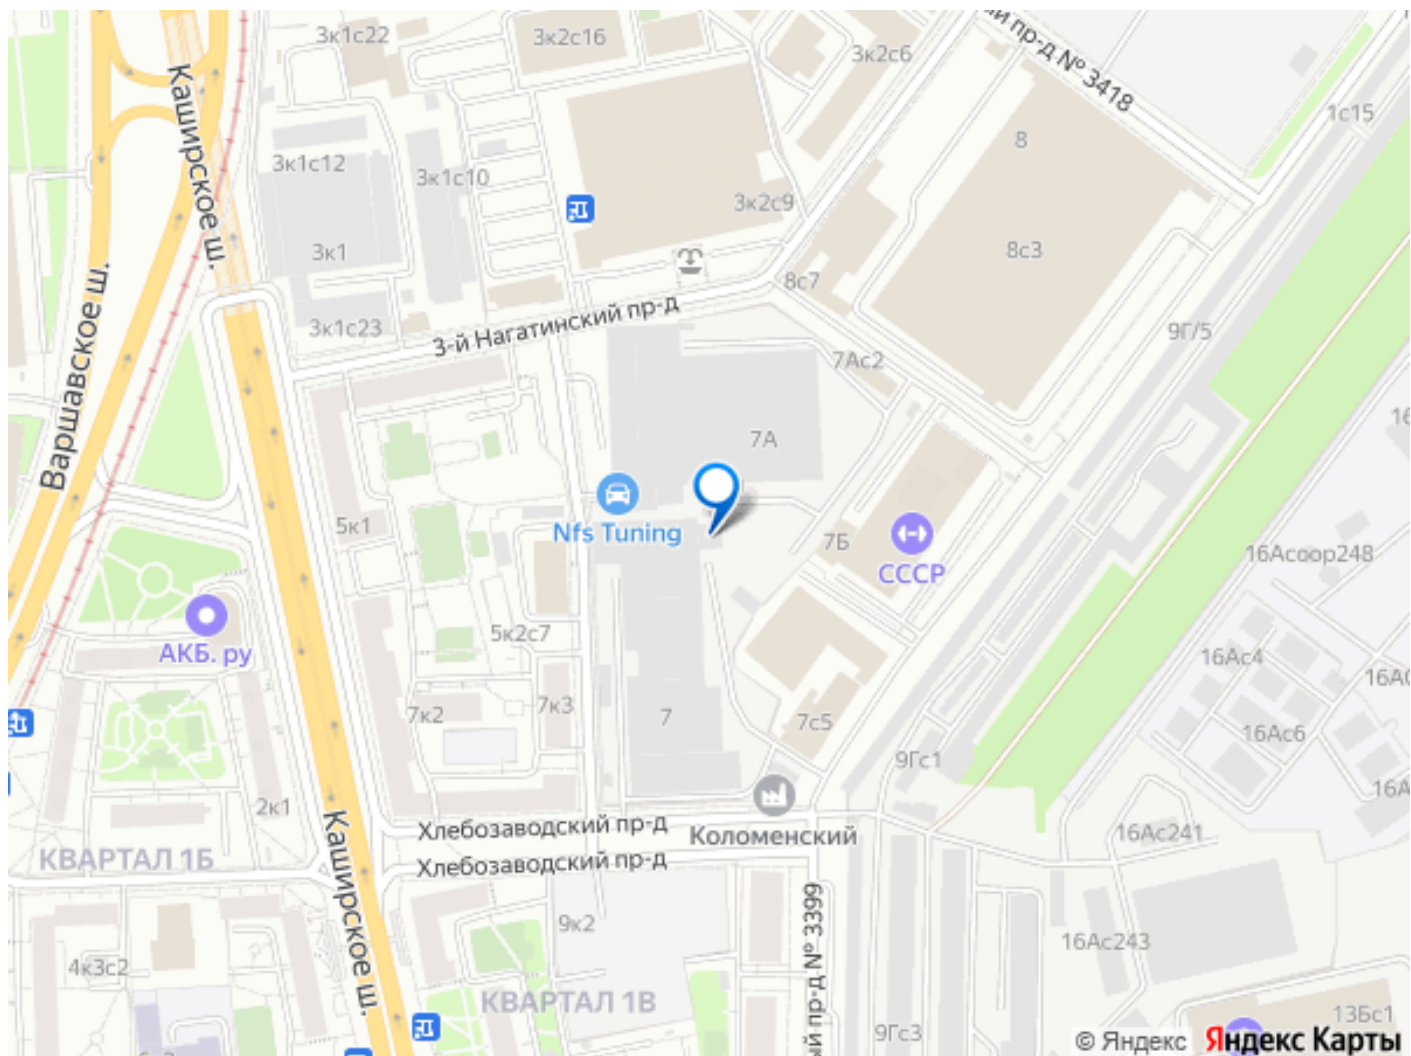 3к1с22
3к2с16
3к2с6
пр-д № 3418
1с15
Каширское ш.
8
3к1с12
3к1с10
3к2с9
3к1
8с3
8с7
3к1с23
3-й Нагатинский пр-д
9Г/5
Варшавское ш.
7Ас2
7А
5к1
Nfs Tuning
7Б
СССР
16Асоор248
АКБ. ру
5к2с7
16Ас4
7к2
7к3
7
7с5
16Ас6
9Гс1
2к1
Каширское ш.
Хлебозаводский пр-д
Коломенский
16Ас241
КВАРТАЛ 1Б
Хлебозаводский пр-д
9к2
пр-д № 3399
16Ас243
4к3с2
КВАРТАЛ 1В
13Бс1
9Гс3
© Яндекс Яндекс Карты